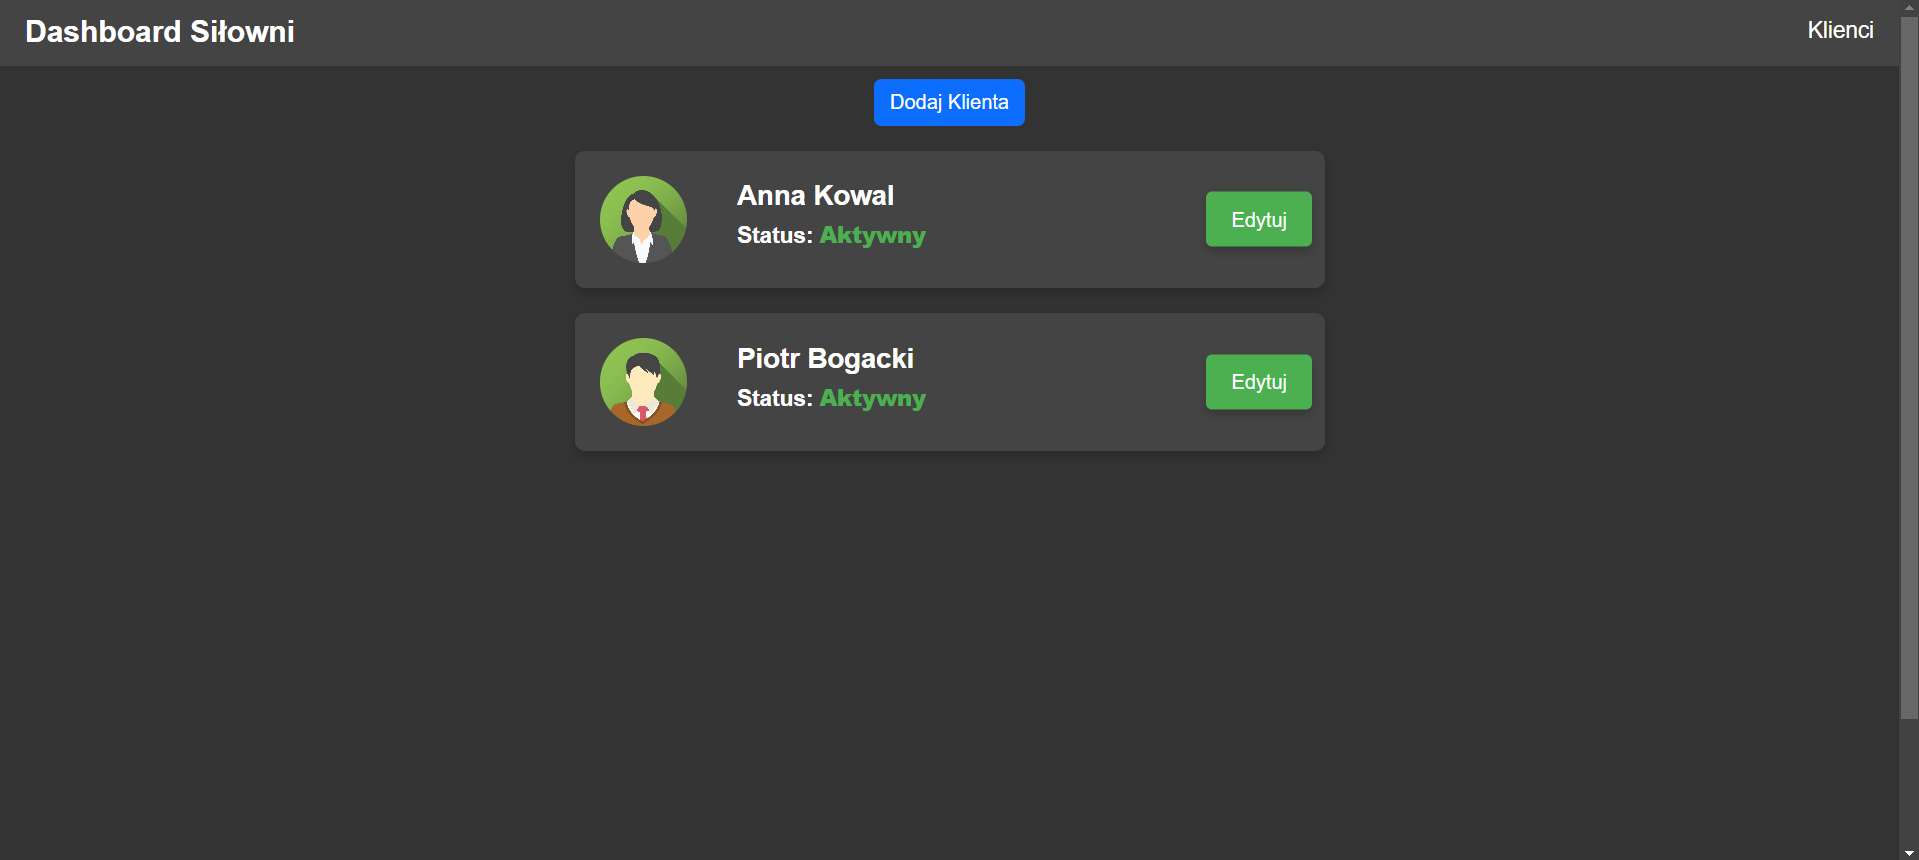 Dashboard Siłowni
Klienci
Dodaj Klienta
Anna Kowal
Status: Aktywny
Edytuj
Piotr Bogacki
Status: Aktywny
Edytuj